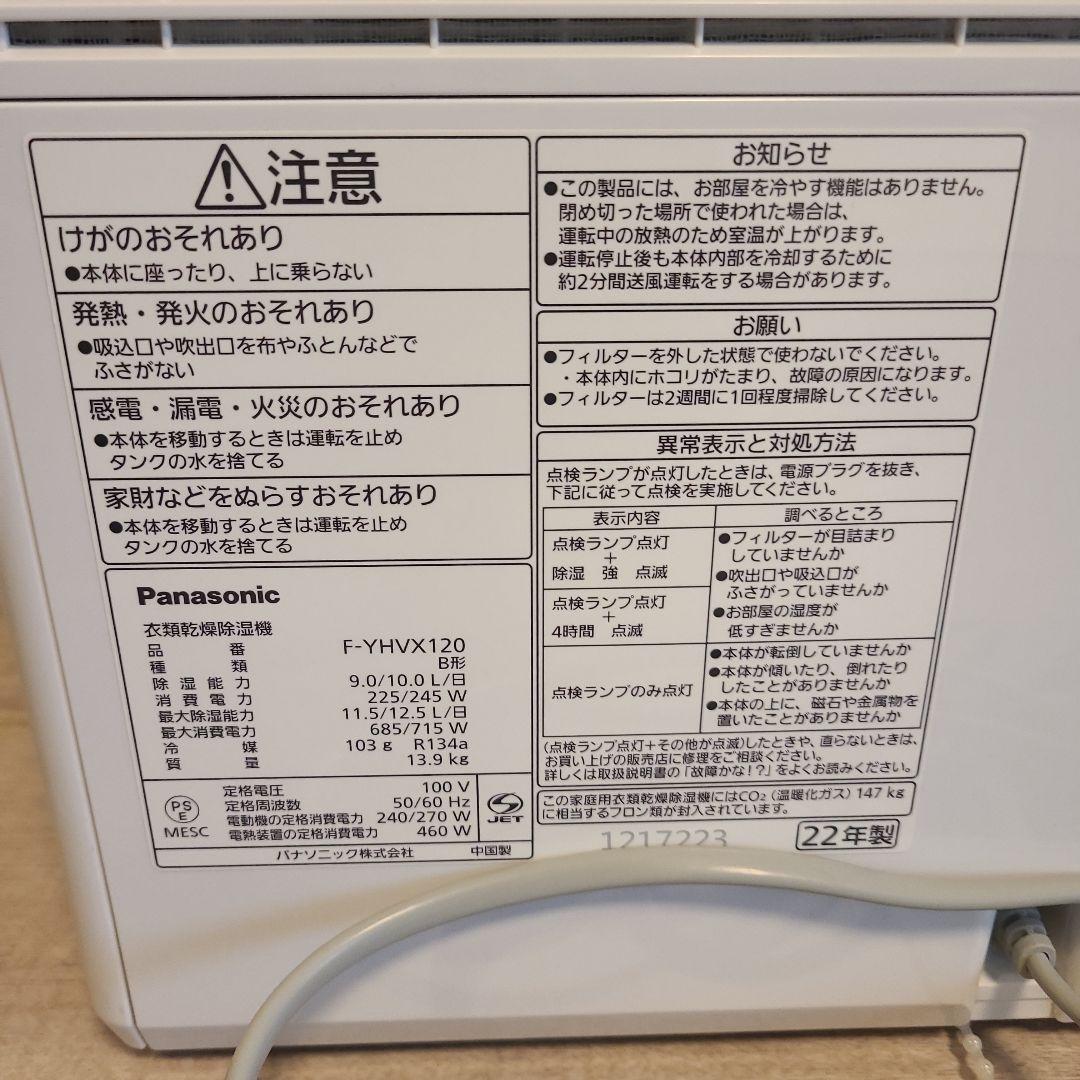 注意
けがのおそれあり
●本体に座ったり、上に乗らない
発熱・発火のおそれあり
●吸込口や吹出口を布やふとんなどで
ふさがない
感電・漏電・火災のおそれあり
●本体を移動するときは運転を止め
タンクの水を捨てる
家財などをぬらすおそれあり
●本体を移動するときは運転を止め
タンクの水を捨てる
Panasonic
衣類乾燥除湿機
品番 F-YHVX120
種類 B形
除湿能力 9.0/10.0 L/日
消費電力 225/245 W
最大除湿能力 11.5/12.5 L/日
最大消費電力 685/715 W
冷媒 103 g R134a
質量 13.9 kg
PSE
MESC
定格電圧 100 V
定格周波数 50/60 Hz
電動機の定格消費電力 240/270 W
電熱装置の定格消費電力 460 W
JET
パナソニック株式会社 中国製
お知らせ
●この製品には、お部屋を冷やす機能はありません。
閉め切った場所で使われた場合は、
運転中の放熱のため室温が上がります。
●運転停止後も本体内部を冷却するために
約2分間送風運転をする場合があります。
お願い
●フィルターを外した状態で使わないでください。
・本体内にホコリがたまり、故障の原因になります。
●フィルターは2週間に1回程度掃除してください。
異常表示と対処方法
点検ランプが点灯したときは、電源プラグを抜き、
下記に従って点検を実施してください。
表示内容 調べるところ
点検ランプ点灯
+
除湿 強 点滅
点検ランプ点灯
+
4時間 点滅
●フィルターが目詰まり
していませんか
●吹出口や吸込口が
ふさがっていませんか
●お部屋の湿度が
低すぎませんか
点検ランプのみ点灯
●本体が転倒していませんか
●本体が傾いたり、倒れたり
したことがありませんか
●本体の上に、磁石や金属物を
置いたことがありませんか
(点検ランプ点灯+その他が点滅)したときや、直らないときは、
お買い上げの販売店に修理をご相談ください。
詳しくは取扱説明書の「故障かな!?」をよくお読みください。
この家庭用衣類乾燥除湿機にはCO₂(温暖化ガス)147 kg
に相当するフロン類が封入されています。
1217223
22年製